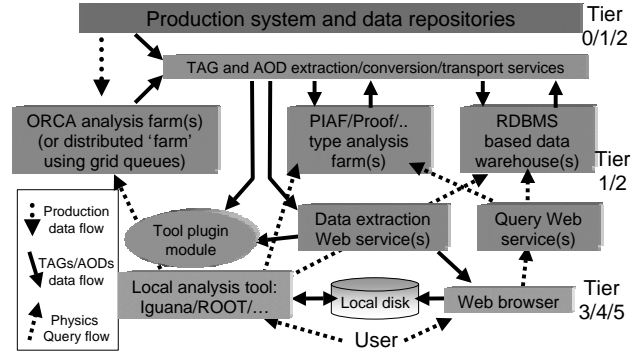 Production system and data repositories
Tier
0/1/2
TAG and AOD extraction/conversion/transport services
ORCA analysis farm(s)
(or distributed 'farm'
using grid queues)
PIAF/Proof/..
type analysis
farm(s)
RDBMS
based data
warehouse(s)
Tier
1/2
Production
data flow
TAGs/AODs
data flow
Physics
Query flow
Tool plugin
module
Data extraction
Web service(s)
Query Web
service(s)
Local analysis tool:
Iguana/ROOT/…
Local disk
Web browser
Tier
3/4/5
User